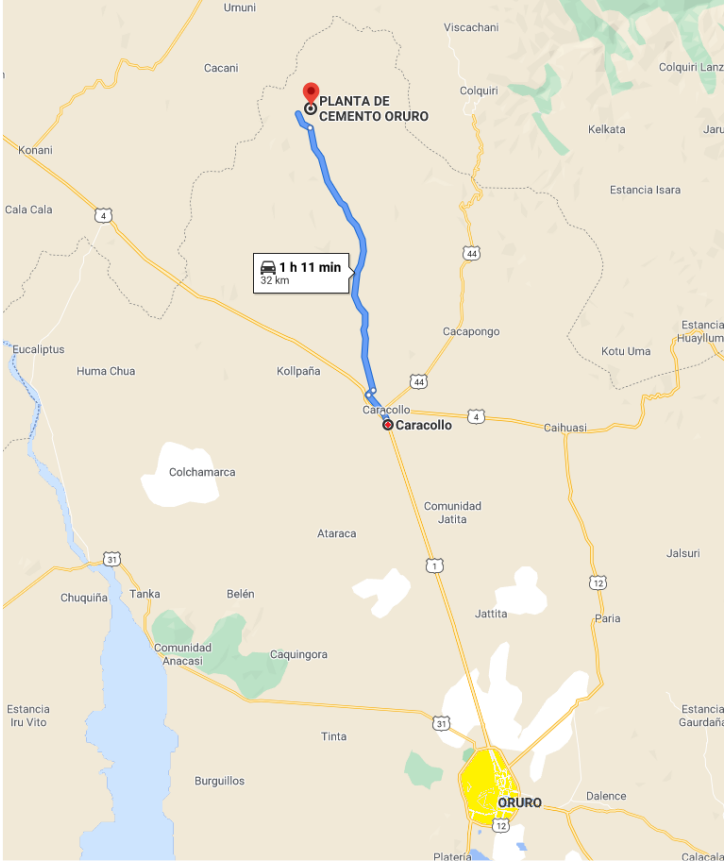 Urnuni
Viscachani
Cacani
Colquiri Lanz
Colquiri
PLANTA DE
CEMENTO ORURO
Kelkata
Jaru
Konani
Estancia Isara
Cala Cala
4
44
1 h 11 min
32 km
Cacapongo
Estancia
Huayllum
Eucaliptus
Kotu Uma
Huma Chua
Kollpaña
44
Caracollo
4
Caracollo
Caihuasi
Colchamarca
Comunidad
Jatita
Ataraca
Jalsuri
31
1
12
Chuquiña
Tanka
Belén
Jattita
Paria
Comunidad
Anacasi
Caquingora
Estancia
Iru Vito
Estancia
Gaurdaña
31
Tinta
Burguillos
ORURO
Dalence
12
Platería
Calacala